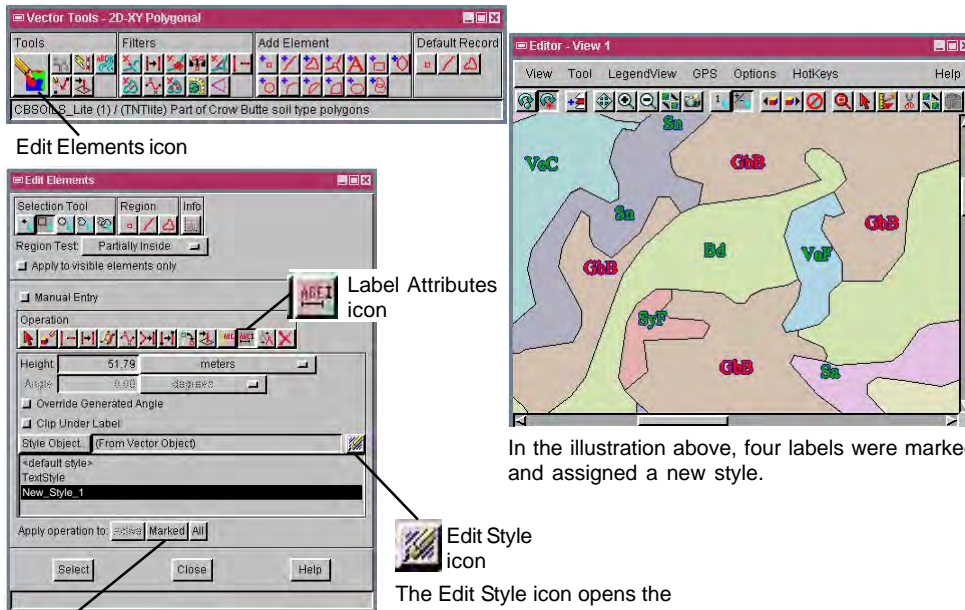 Vector Tools - 2D-XY Polygonal
Tools Filters Add Element Default Record
CBSOILS_Lite (1) / (TNTlite) Part of Crow Butte soil type polygons
Edit Elements icon
Edit Elements
Selection Tool Region Info
Region Test: Partially Inside
Apply to visible elements only
Manual Entry
Operation
Height 51.79 meters
Angle 0.00 degrees
Override Generated Angle
Clip Under Label
Style Object... (From Vector Object)
<default style>
TextStyle
New_Style_1
Apply operation to: Active Marked All
Select Close Help
ABEI
Label Attributes
icon
Edit Style
icon
The Edit Style icon opens the
Editor - View 1
View Tool LegendView GPS Options HotKeys Help
Sn
VeC
GbB
Sn
GbB
GbB
Bd
VaF
SyF
GbB
Sa
In the illustration above, four labels were marke
and assigned a new style.